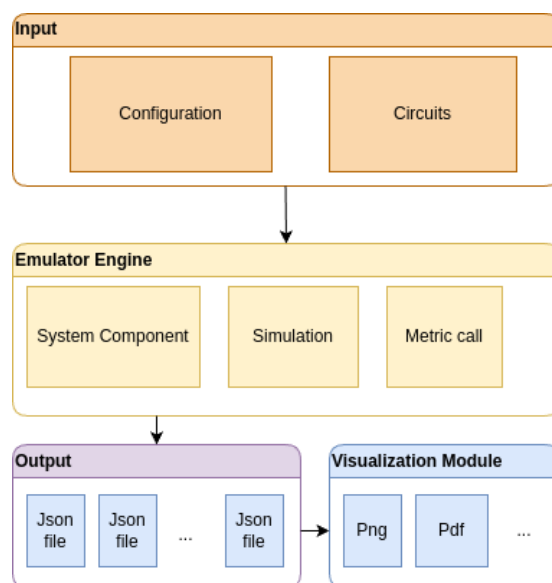 Input
Configuration
Circuits
Emulator Engine
System Component
Simulation
Metric call
Output
Json
file
Json
file
...
Json
file
Visualization Module
Png
Pdf
...